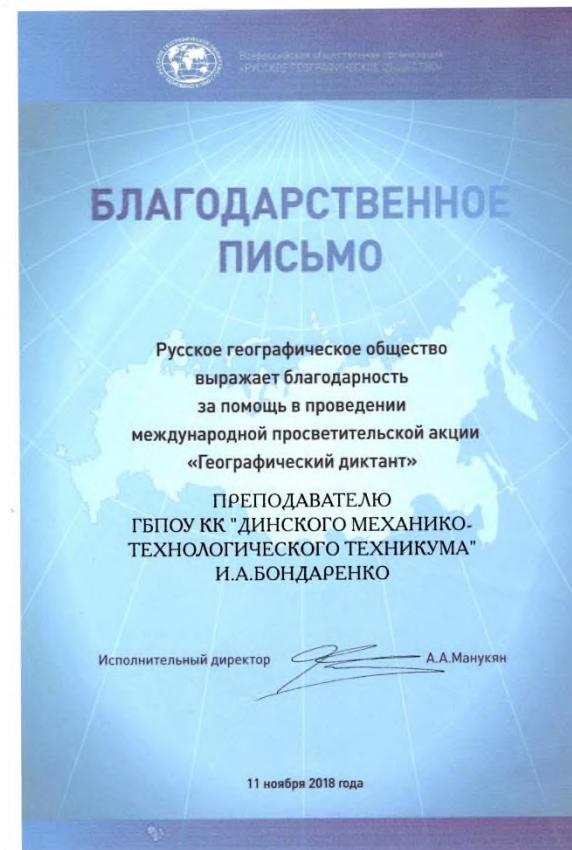 Всероссийская общественная организация
«РУССКОЕ ГЕОГРАФИЧЕСКОЕ ОБЩЕСТВО»
БЛАГОДАРСТВЕННОЕ
ПИСЬМО
Русское географическое общество
выражает благодарность
за помощь в проведении
международной просветительской акции
«Географический диктант»
ПРЕПОДАВАТЕЛЮ
ГБПОУ КК "ДИНСКОГО МЕХАНИКО-
ТЕХНОЛОГИЧЕСКОГО ТЕХНИКУМА"
И.А.БОНДАРЕНКО
Исполнительный директор А.А.Манукян
11 ноября 2018 года